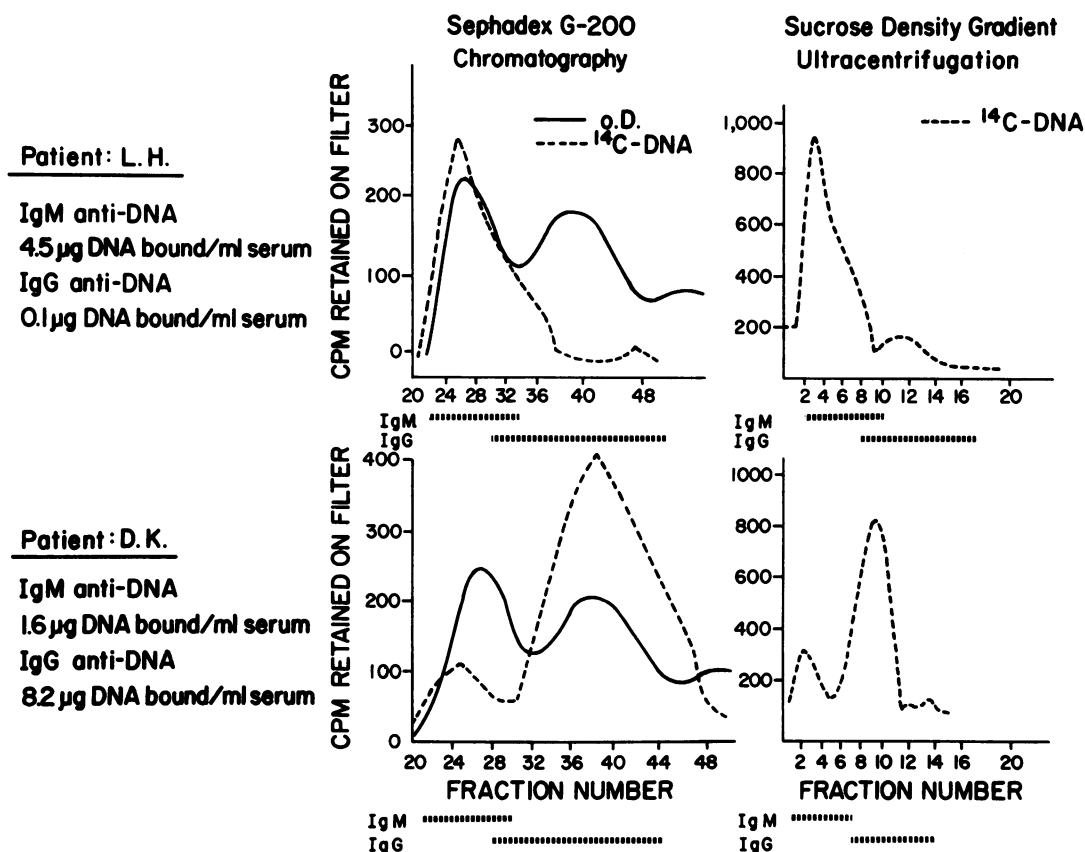 Sephadex G-200
Chromatography
Sucrose Density Gradient
Ultracentrifugation
Patient: L. H.
IgM anti-DNA
4.5 µg DNA bound/ml serum
IgG anti-DNA
0.1 µg DNA bound/ml serum
CPM RETAINED ON FILTER
300
200
100
0
O.D.
14C-DNA
20 24 28 32 36 40 48
IgM
IgG
1,000
800
600
400
200
14C-DNA
2 4 6 8 10 12 16 20
IgM
IgG
Patient: D. K.
IgM anti-DNA
1.6 µg DNA bound/ml serum
IgG anti-DNA
8.2 µg DNA bound/ml serum
CPM RETAINED ON FILTER
400
300
200
100
0
20 24 28 32 36 40 44 48
FRACTION NUMBER
IgM
IgG
1000
800
600
400
200
2 4 6 8 10 12 16 20
FRACTION NUMBER
IgM
IgG